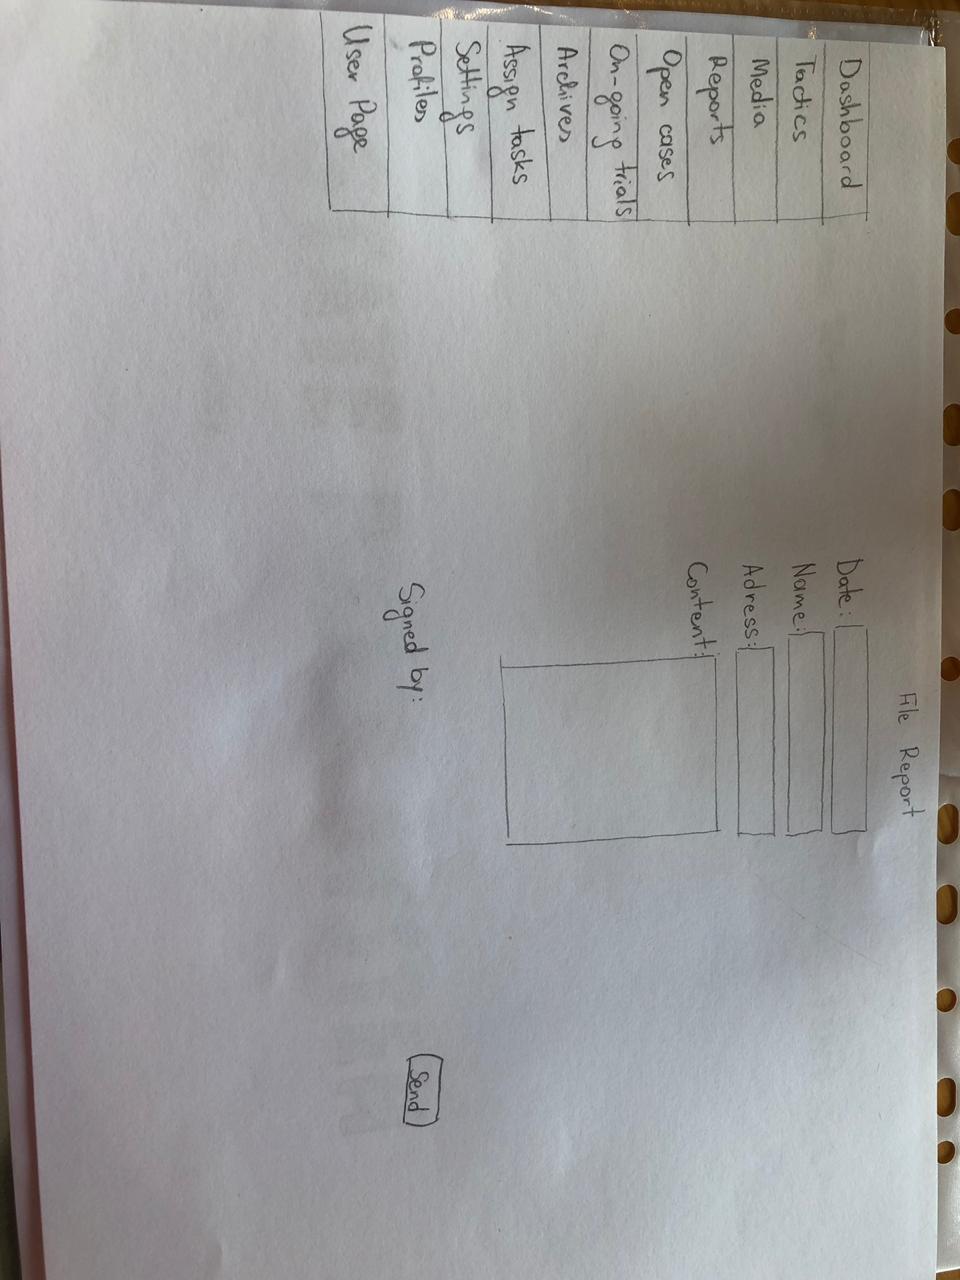 File Report
Dashboard
Tactics
Media
Reports
Open cases
On-going trials
Archives
Assign tasks
Settings
Profiles
User Page
Date:
Name:
Adress:
Content:
Signed by:
Send